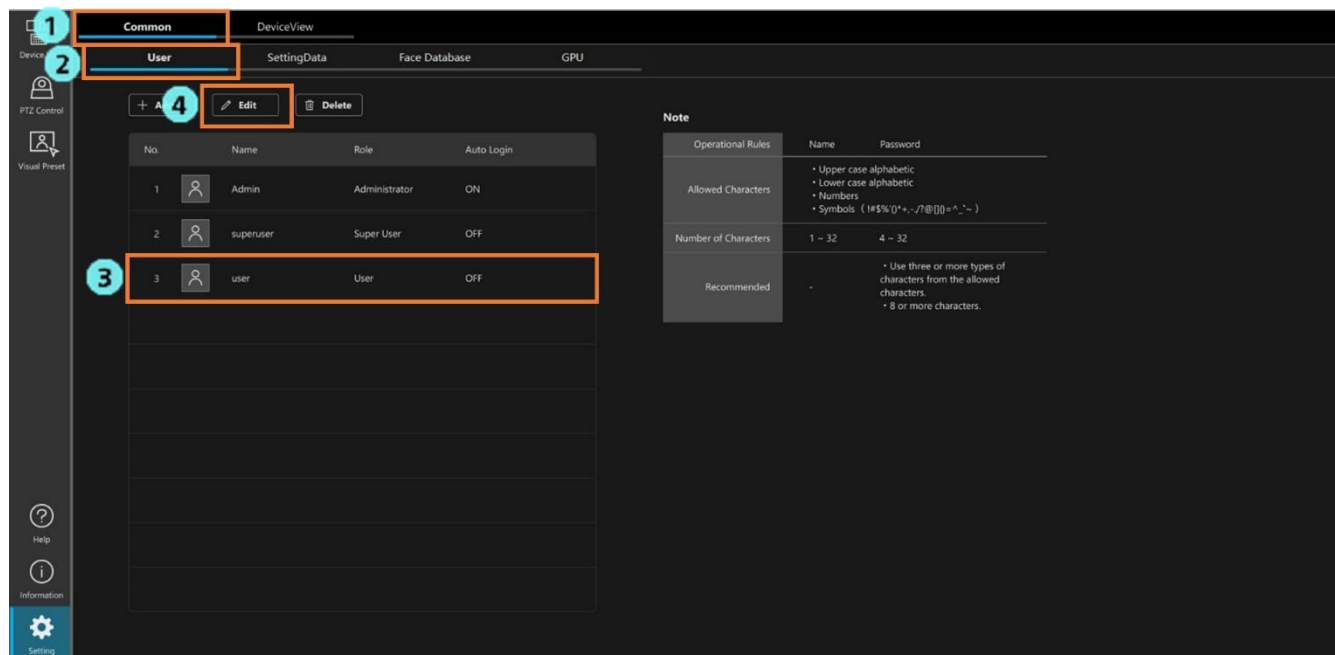 1
Common
DeviceView
Device
2
User
SettingData
Face Database
GPU
PTZ Control
Visual Preset
+ A
4
Edit
Delete
No.
Name
Role
Auto Login
1
Admin
Administrator
ON
2
superuser
Super User
OFF
3
3
user
User
OFF
Note
Operational Rules
Name
Password
Allowed Characters
・Upper case alphabetic
・Lower case alphabetic
・Numbers
・Symbols
Number of Characters
1 ~ 32
4 ~ 32
Recommended
-
・Use three or more types of
characters from the allowed
characters.
・8 or more characters.
Help
Information
Setting